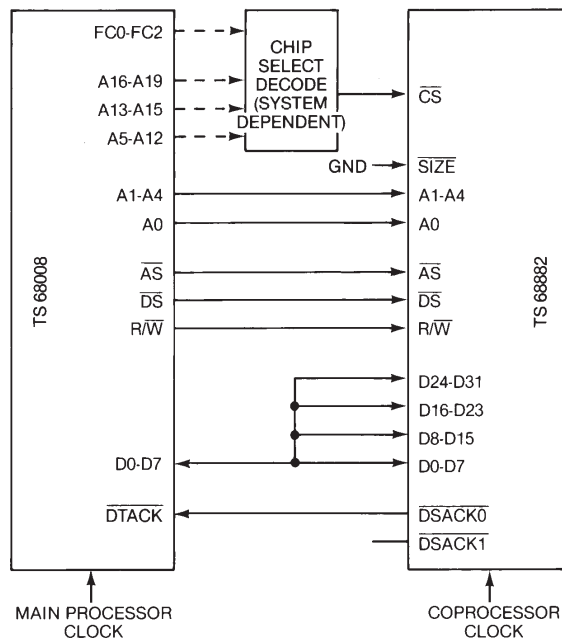 FC0-FC2
CHIP
SELECT
DECODE
(SYSTEM
DEPENDENT)
A16-A19
A13-A15
A5-A12
CS
GND
SIZE
A1-A4
A1-A4
A0
A0
TS 68008
AS
AS
TS 68882
DS
DS
R/W
R/W
D24-D31
D16-D23
D8-D15
D0-D7
D0-D7
DTACK
DSACK0
DSACK1
MAIN PROCESSOR
CLOCK
COPROCESSOR
CLOCK